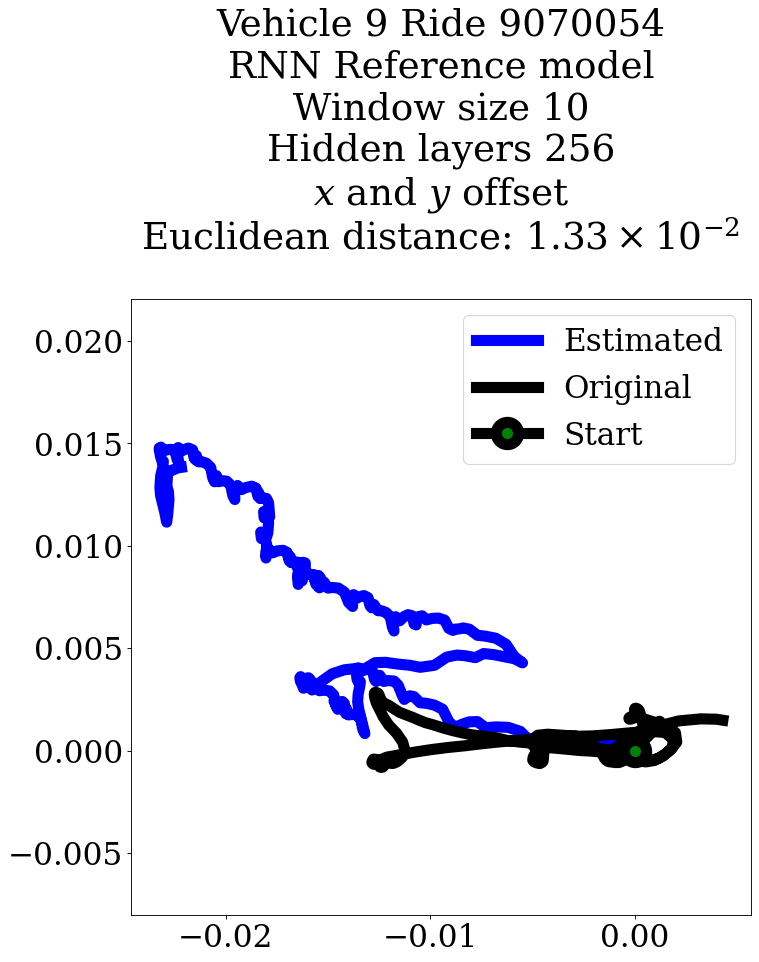 Vehicle 9 Ride 9070054
RNN Reference model
Window size 10
Hidden layers 256
x and y offset
Euclidean distance: 1.33 × 10⁻²
Estimated
Original
Start
0.020
0.015
0.010
0.005
0.000
−0.005
−0.02
−0.01
0.00